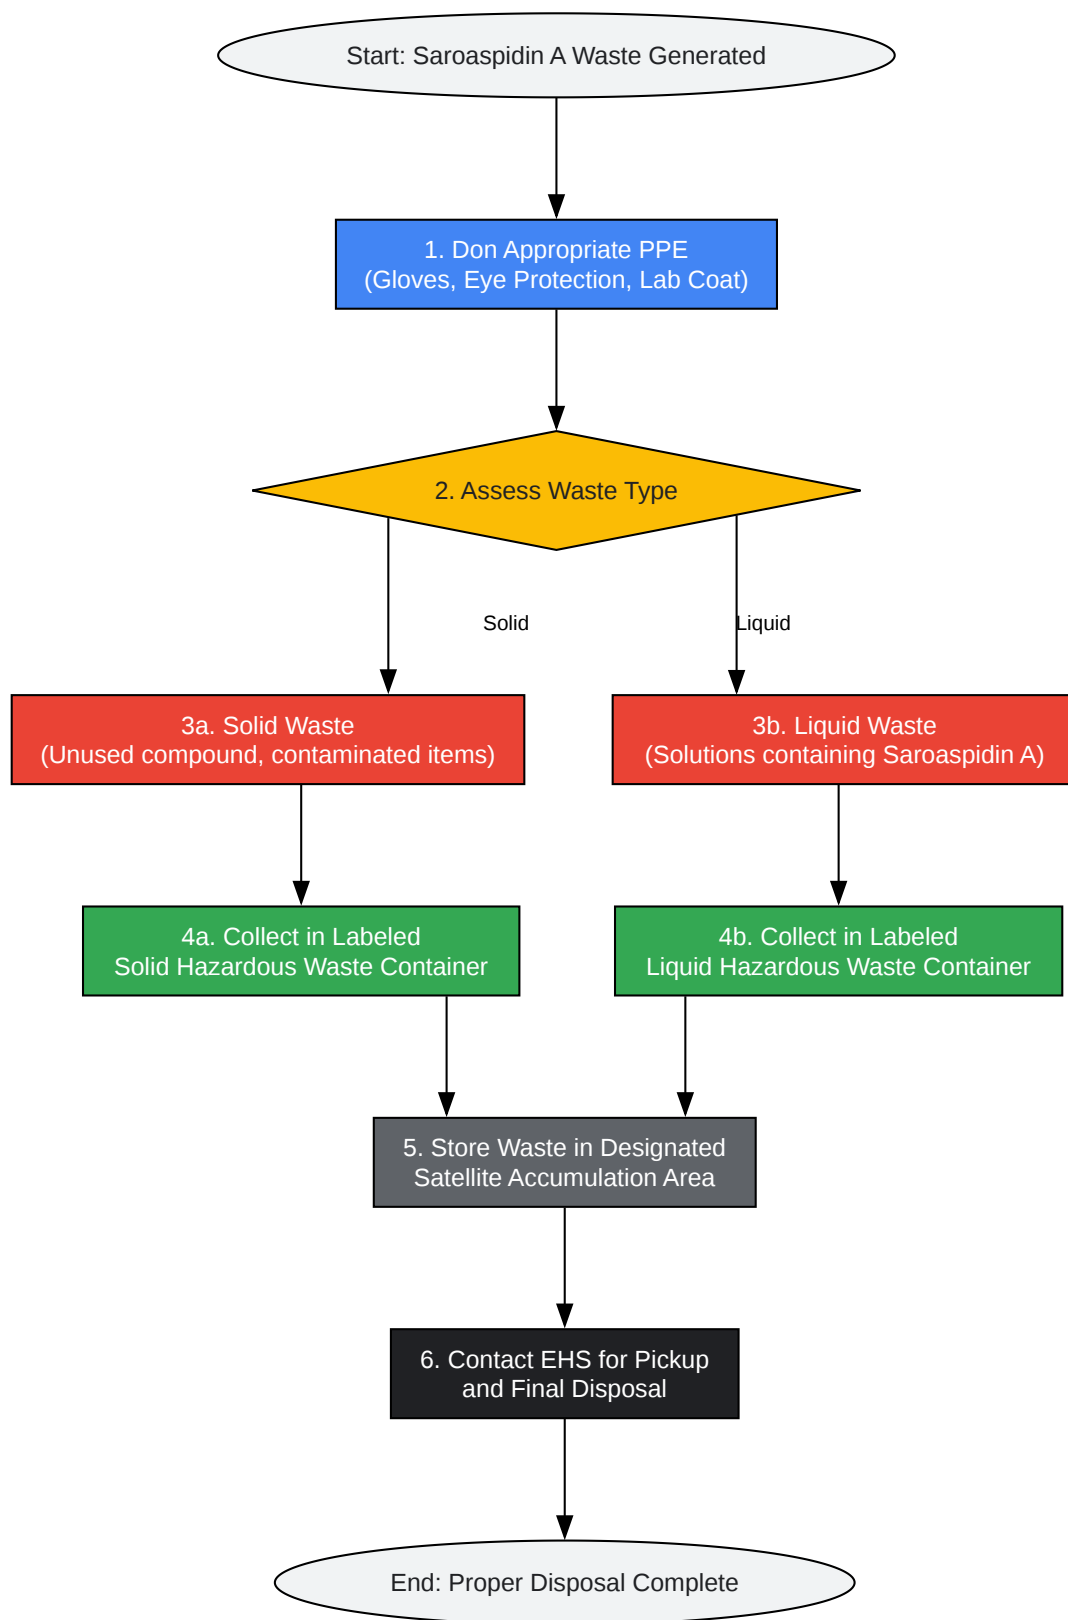 Start: Saroaspidin A Waste Generated
1. Don Appropriate PPE
(Gloves, Eye Protection, Lab Coat)
2. Assess Waste Type
Solid
Liquid
3a. Solid Waste
(Unused compound, contaminated items)
3b. Liquid Waste
(Solutions containing Saroaspidin A)
4a. Collect in Labeled
Solid Hazardous Waste Container
4b. Collect in Labeled
Liquid Hazardous Waste Container
5. Store Waste in Designated
Satellite Accumulation Area
6. Contact EHS for Pickup
and Final Disposal
End: Proper Disposal Complete